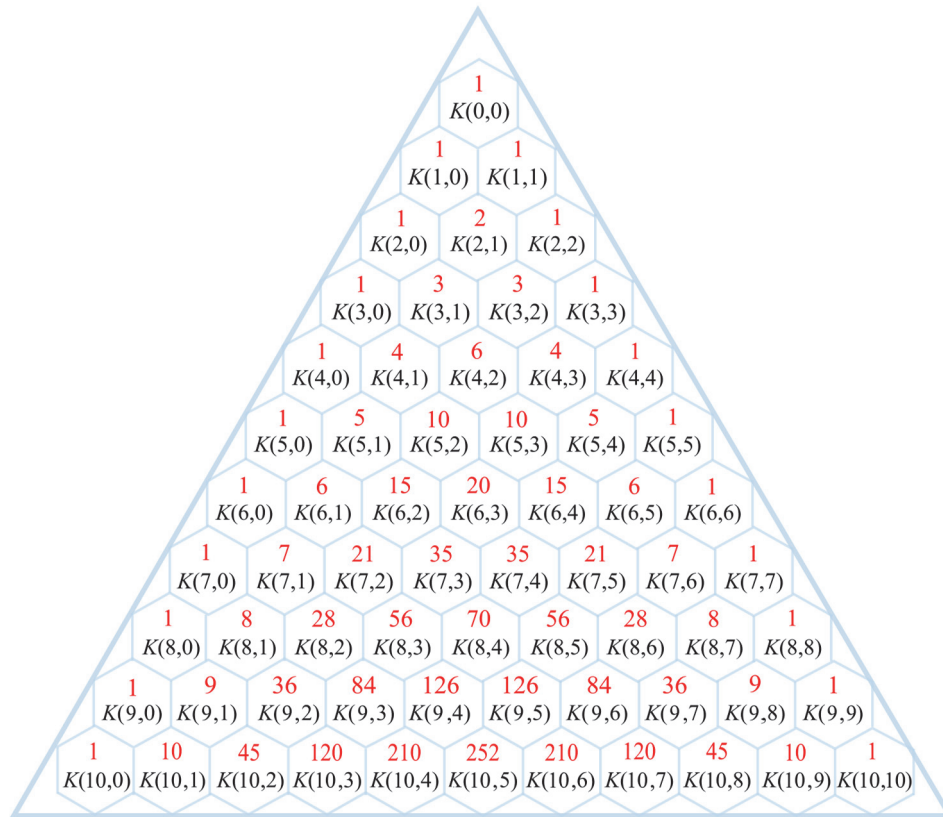 1
K(0,0)
1 1
K(1,0) K(1,1)
1 2 1
K(2,0) K(2,1) K(2,2)
1 3 3 1
K(3,0) K(3,1) K(3,2) K(3,3)
1 4 6 4 1
K(4,0) K(4,1) K(4,2) K(4,3) K(4,4)
1 5 10 10 5 1
K(5,0) K(5,1) K(5,2) K(5,3) K(5,4) K(5,5)
1 6 15 20 15 6 1
K(6,0) K(6,1) K(6,2) K(6,3) K(6,4) K(6,5) K(6,6)
1 7 21 35 35 21 7 1
K(7,0) K(7,1) K(7,2) K(7,3) K(7,4) K(7,5) K(7,6) K(7,7)
1 8 28 56 70 56 28 8 1
K(8,0) K(8,1) K(8,2) K(8,3) K(8,4) K(8,5) K(8,6) K(8,7) K(8,8)
1 9 36 84 126 126 84 36 9 1
K(9,0) K(9,1) K(9,2) K(9,3) K(9,4) K(9,5) K(9,6) K(9,7) K(9,8) K(9,9)
1 10 45 120 210 252 210 120 45 10 1
K(10,0) K(10,1) K(10,2) K(10,3) K(10,4) K(10,5) K(10,6) K(10,7) K(10,8) K(10,9) K(10,10)